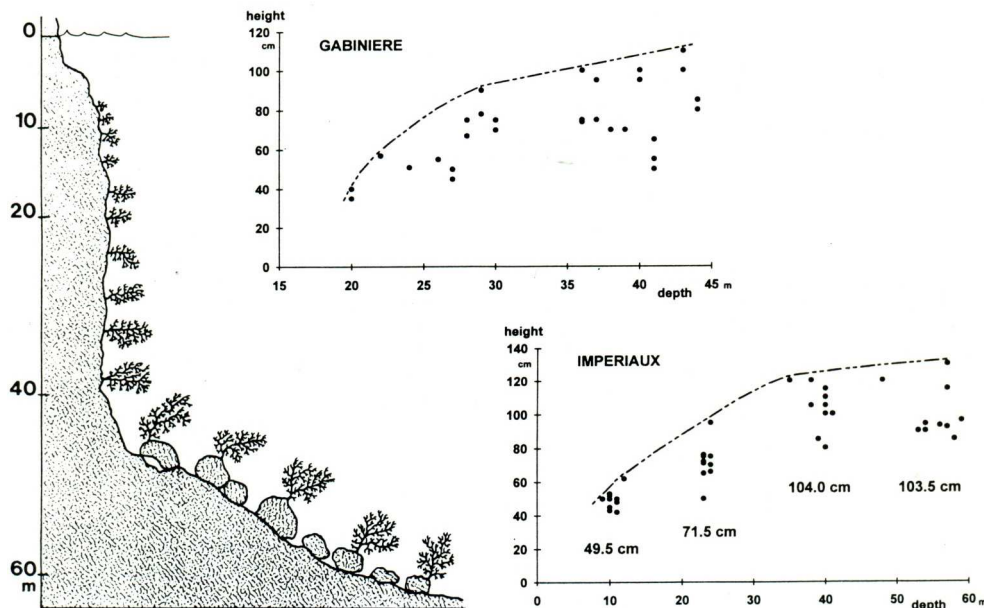 0
10
20
40
60
m
height
cm
GABINIERE
120
100
80
60
40
20
0
15 20 25 30 35 40 45 m
depth
height
cm
IMPERIAUX
140
120
100
80
60
40
20
0
49.5 cm
71.5 cm
104.0 cm
103.5 cm
0 10 20 30 40 50 60 m
depth